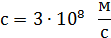 c = 3 · 10⁸ м/с